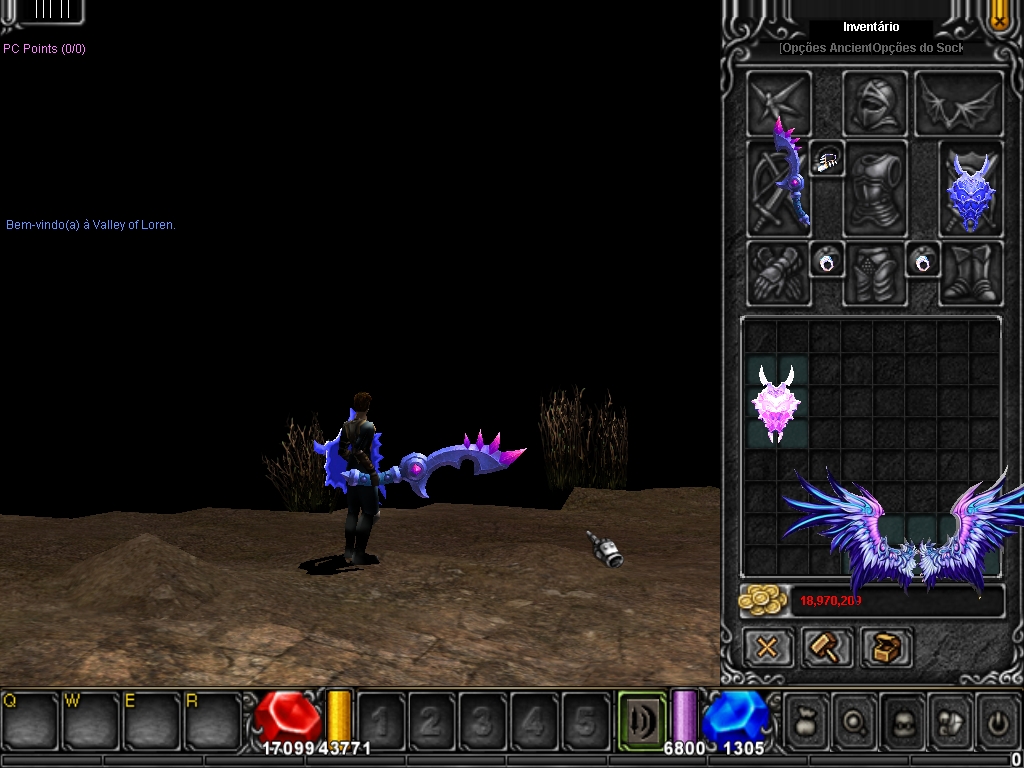 PC Points (0/0)
Inventário
[Opções AncientOpções do Sock
Bem-vindo(a) à Valley of Loren.
18,970,209
Q W E R
1 2 3 4 5
17099 43771 6800 1305
0